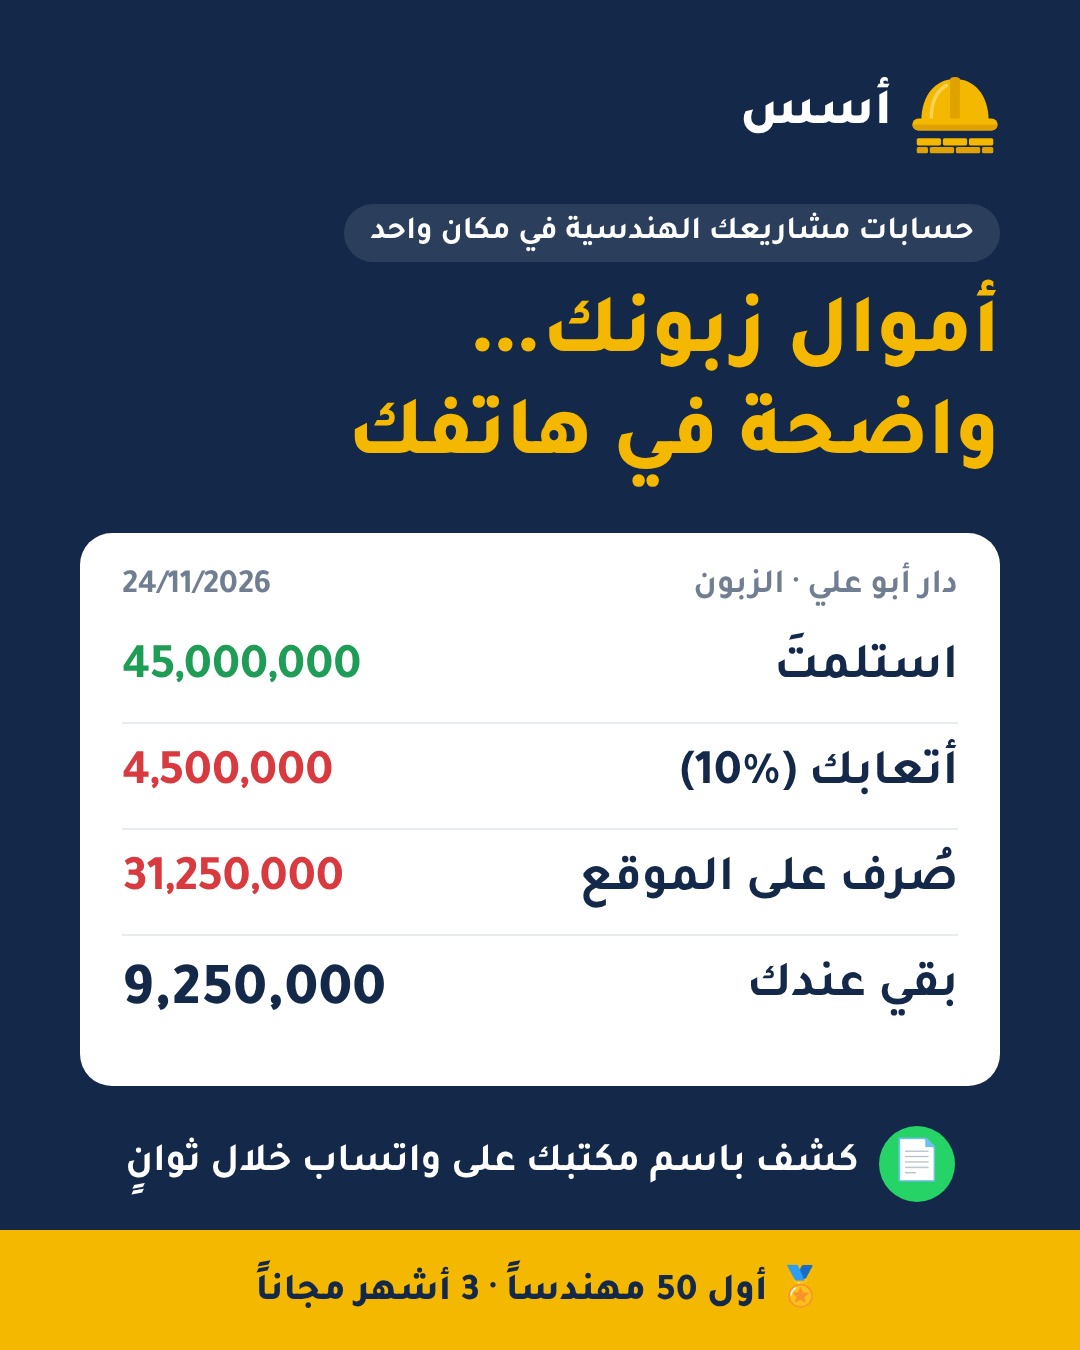 أسس
حسابات مشاريعك الهندسية في مكان واحد
أموال زبونك...
واضحة في هاتفك
دار أبو علي · الزبون 24/11/2026
استلمتَ 45,000,000
أتعابك (10%) 4,500,000
صُرف على الموقع 31,250,000
بقي عندك 9,250,000
كشف باسم مكتبك على واتساب خلال ثوانٍ
أول 50 مهندساً · 3 أشهر مجاناً